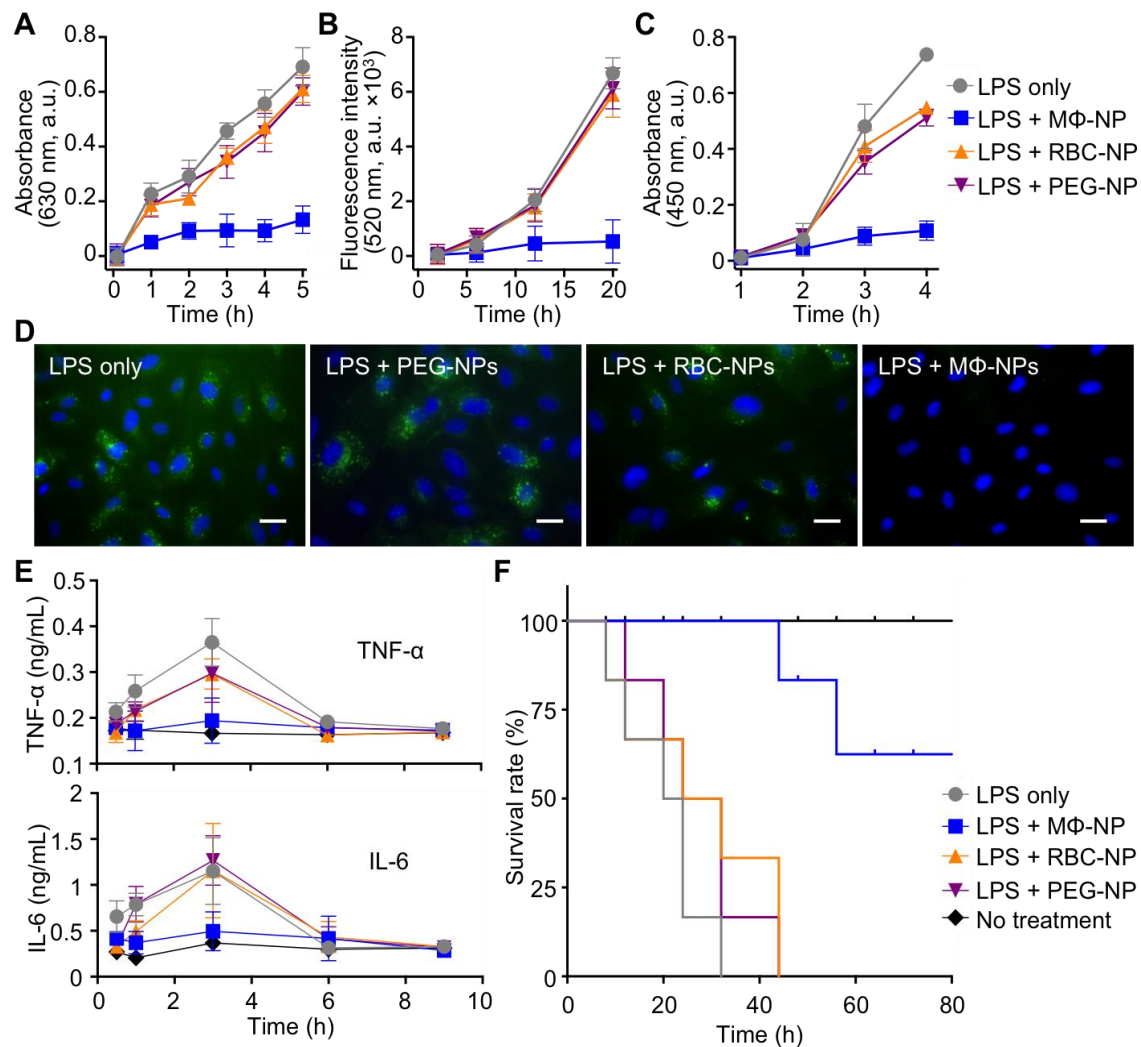 A
Absorbance
(630 nm, a.u.)
0.8
0.6
0.4
0.2
0
0
1
2
3
4
5
Time (h)
B
Fluorescence intensity
(520 nm, a.u. ×10³)
8
6
4
2
0
0
5
10
15
20
Time (h)
C
Absorbance
(450 nm, a.u.)
0.8
0.6
0.4
0.2
0
1
2
3
4
Time (h)
LPS only
LPS + MΦ-NP
LPS + RBC-NP
LPS + PEG-NP
D
LPS only
LPS + PEG-NPs
LPS + RBC-NPs
LPS + MΦ-NPs
E
TNF-α (ng/mL)
0.5
0.4
0.3
0.2
0.1
TNF-α
IL-6 (ng/mL)
2
1.5
1
0.5
0
IL-6
0
2
4
6
8
10
Time (h)
F
Survival rate (%)
100
75
50
25
0
0
20
40
60
80
Time (h)
LPS only
LPS + MΦ-NP
LPS + RBC-NP
LPS + PEG-NP
No treatment